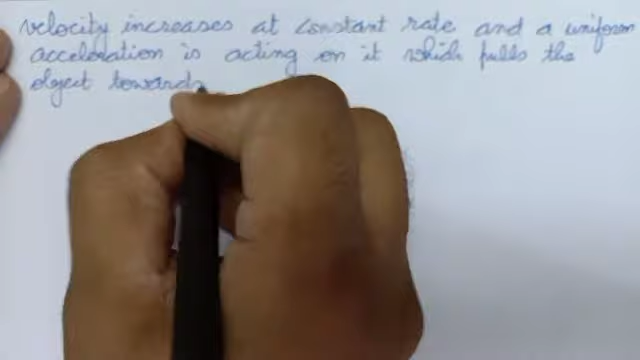 velocity increases at constant rate and a uniform
acceleration is acting on it which pulls the
object towards